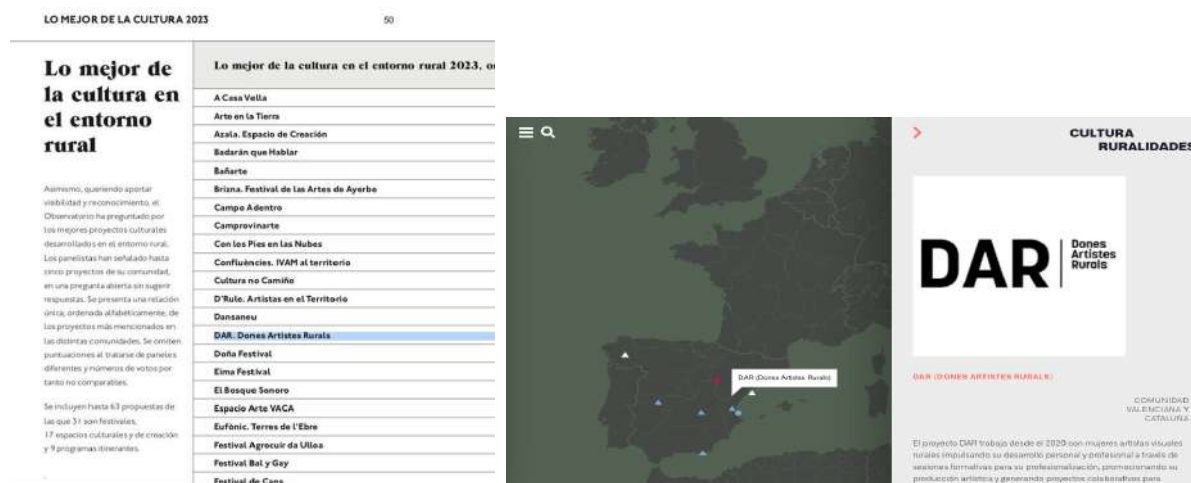 LO MEJOR DE LA CULTURA 2023
50
Lo mejor de
la cultura en
el entorno
rural
Asimismo, queriendo aportar
visibilidad y reconocimiento, el
Observatorio ha preguntado por
los mejores proyectos culturales
desarrollados en el entorno rural.
Los panelistas han señalado hasta
cinco proyectos de su comunidad,
en una pregunta abierta sin sugerir
respuestas. Se presenta una relación
única, ordenada alfabéticamente, de
los proyectos más mencionados en
las distintas comunidades. Se omiten
puntuaciones al tratarse de paneles
diferentes y números de votos por
tanto no comparables.
Se incluyen hasta 63 propuestas de
las que 31 son festivales,
17 espacios culturales y de creación
y 9 programas itinerantes.
Lo mejor de la cultura en el entorno rural 2023, o
A Casa Vella
Arte en la Tierra
Azala. Espacio de Creación
Badarán que Hablar
Bañarte
Brizna. Festival de las Artes de Ayerbe
Campo Adentro
Camprovinarte
Con los Pies en las Nubes
Confluències. IVAM al territorio
Cultura no Camiño
D'Rule. Artistas en el Territorio
Dansaneu
DAR. Dones Artistes Rurals
Doña Festival
Eima Festival
El Bosque Sonoro
Espacio Arte VACA
Eufònic. Terres de l'Ebre
Festival Agrocuir da Ulloa
Festival Bal y Gay
Festival de Cans
DAR (Dones Artistes Rurals)
CULTURA
RURALIDADES
DAR
Dones
Artistes
Rurals
DAR (DONES ARTISTES RURALS)
COMUNIDAD
VALENCIANA Y
CATALUÑA
El proyecto DAR trabaja desde el 2020 con mujeres artistas visuales
rurales impulsando su desarrollo personal y profesional a través de
sesiones formativas para su profesionalización, promocionando su
producción artística y generando proyectos colaborativos para